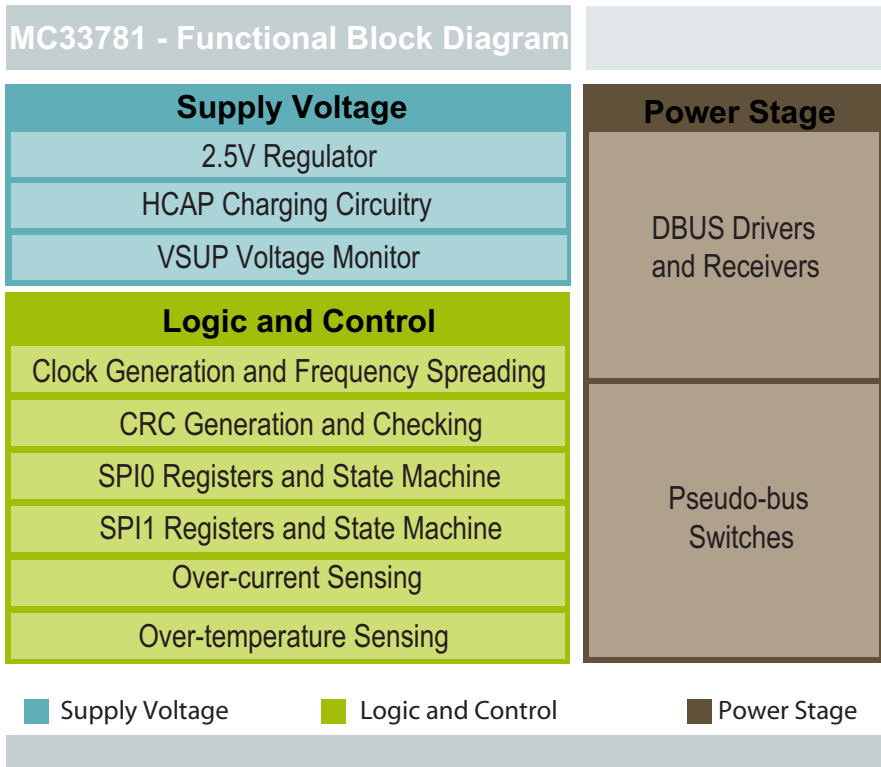 MC33781 - Functional Block Diagram
Supply Voltage
2.5V Regulator
HCAP Charging Circuitry
VSUP Voltage Monitor
Logic and Control
Clock Generation and Frequency Spreading
CRC Generation and Checking
SPI0 Registers and State Machine
SPI1 Registers and State Machine
Over-current Sensing
Over-temperature Sensing
Power Stage
DBUS Drivers
and Receivers
Pseudo-bus
Switches
Supply Voltage
Logic and Control
Power Stage